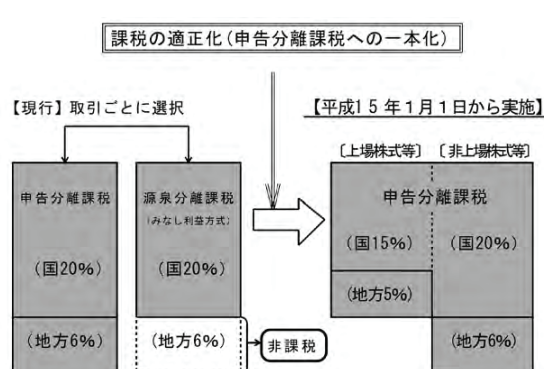 課税の適正化(申告分離課税への一本化)
【現行】取引ごとに選択
申告分離課税
(国20%)
(地方6%)
源泉分離課税
(みなし利益方式)
(国20%)
(地方6%)
非課税
【平成15年1月1日から実施】
〔上場株式等〕〔非上場株式等〕
申告分離課税
(国15%)
(国20%)
(地方5%)
(地方6%)